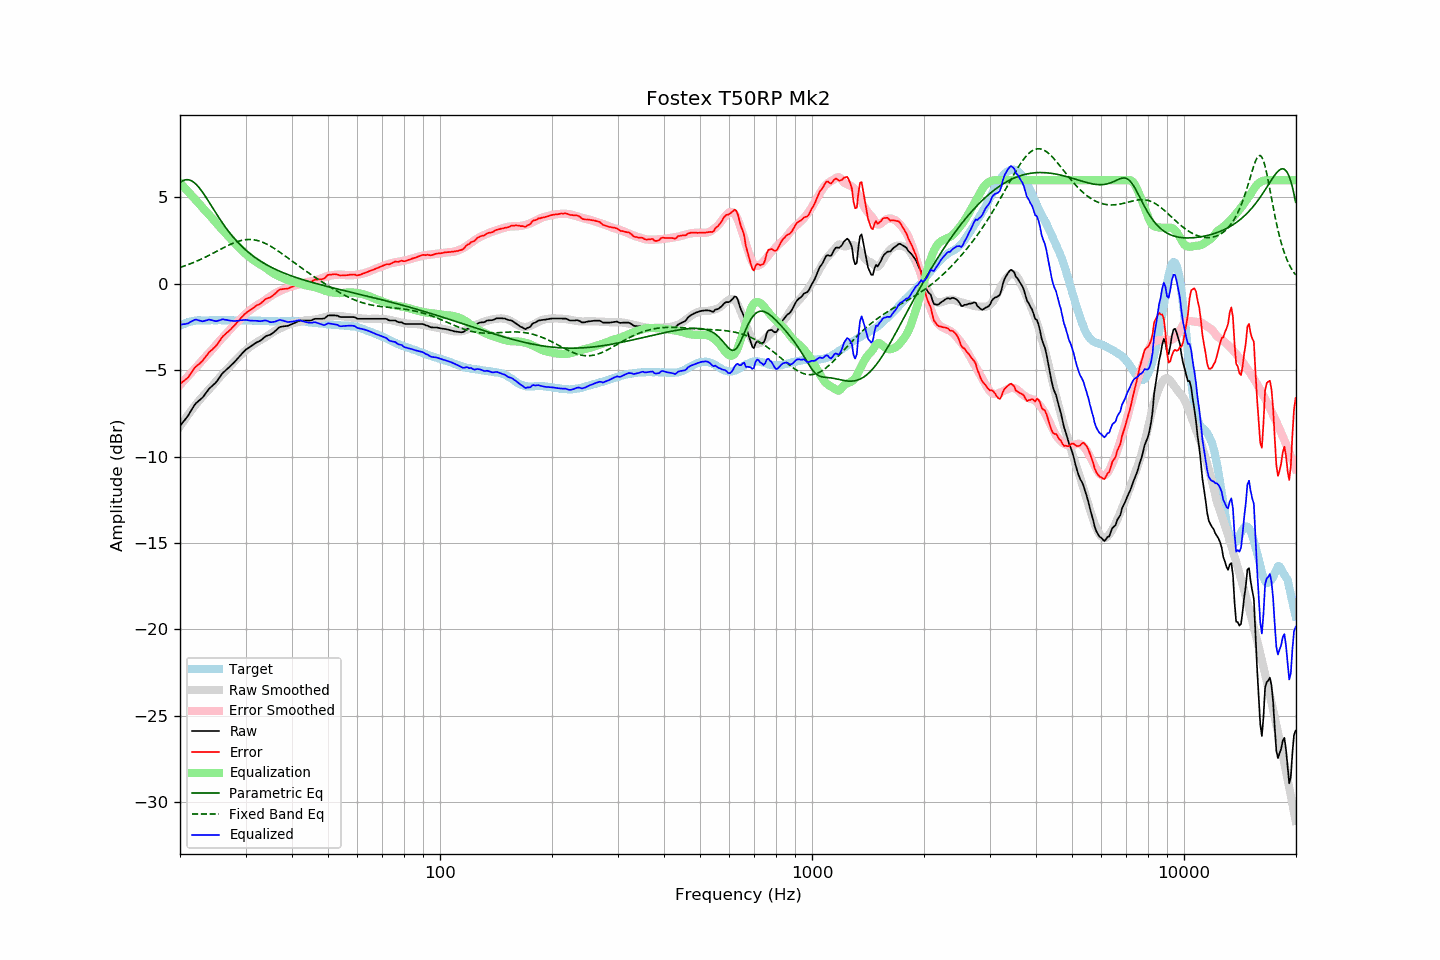 Fostex T50RP Mk2
Amplitude (dBr)
5
0
−5
−10
−15
−20
−25
−30
Target
Raw Smoothed
Error Smoothed
Raw
Error
Equalization
Parametric Eq
Fixed Band Eq
Equalized
100
1000
10000
Frequency (Hz)